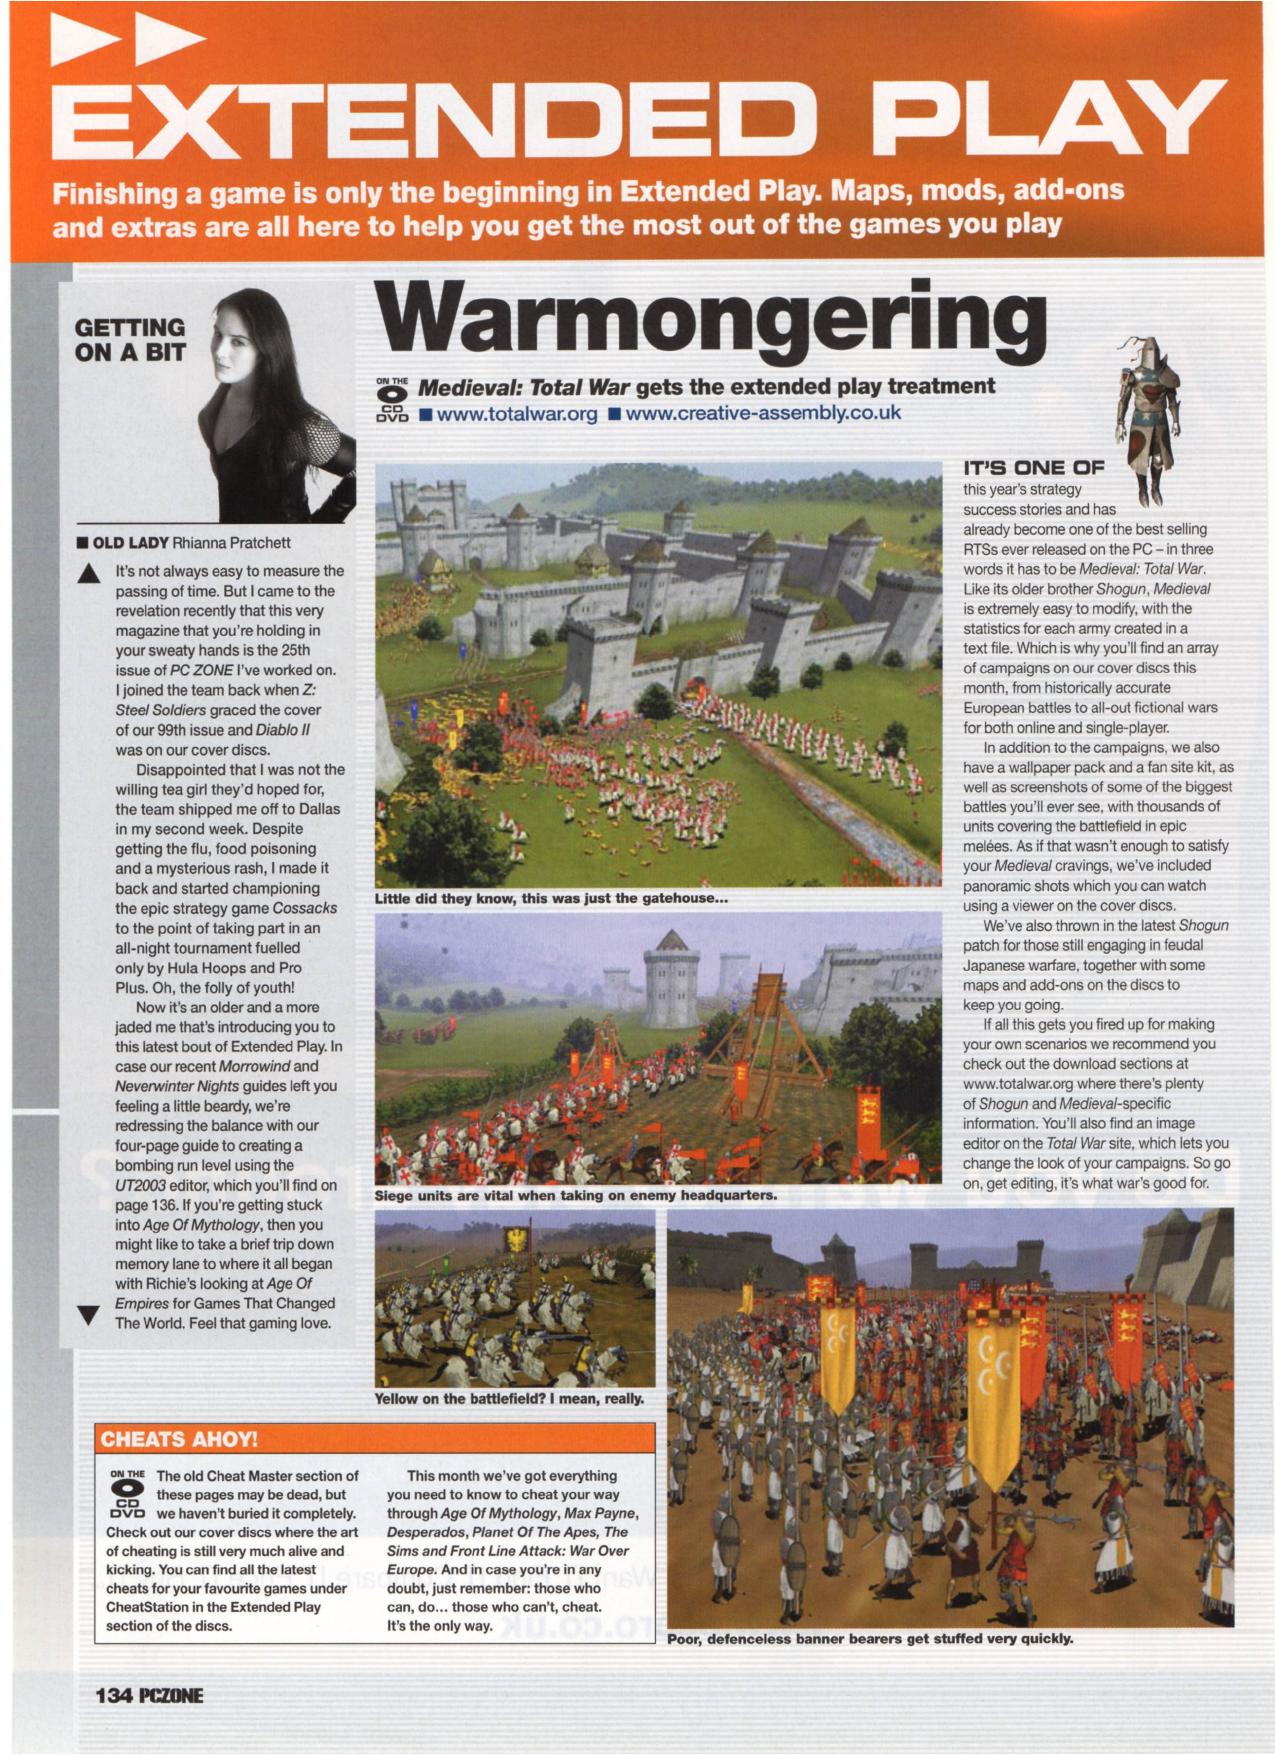 EXTENDED PLAY
Finishing a game is only the beginning in Extended Play. Maps, mods, add-ons
and extras are all here to help you get the most out of the games you play
GETTING
ON A BIT
■ OLD LADY Rhianna Pratchett
It's not always easy to measure the
passing of time. But I came to the
revelation recently that this very
magazine that you're holding in
your sweaty hands is the 25th
issue of PC ZONE I've worked on.
I joined the team back when Z:
Steel Soldiers graced the cover
of our 99th issue and Diablo II
was on our cover discs.
Disappointed that I was not the
willing tea girl they'd hoped for,
the team shipped me off to Dallas
in my second week. Despite
getting the flu, food poisoning
and a mysterious rash, I made it
back and started championing
the epic strategy game Cossacks
to the point of taking part in an
all-night tournament fuelled
only by Hula Hoops and Pro
Plus. Oh, the folly of youth!
Now it's an older and a more
jaded me that's introducing you to
this latest bout of Extended Play. In
case our recent Morrowind and
Neverwinter Nights guides left you
feeling a little beardy, we're
redressing the balance with our
four-page guide to creating a
bombing run level using the
UT2003 editor, which you'll find on
page 136. If you're getting stuck
into Age Of Mythology, then you
might like to take a brief trip down
memory lane to where it all began
with Richie's looking at Age Of
Empires for Games That Changed
The World. Feel that gaming love.
Warmongering
ON THE
CD
DVD
Medieval: Total War gets the extended play treatment
■ www.totalwar.org ■ www.creative-assembly.co.uk
Little did they know, this was just the gatehouse...
Siege units are vital when taking on enemy headquarters.
Yellow on the battlefield? I mean, really.
Poor, defenceless banner bearers get stuffed very quickly.
IT'S ONE OF
this year's strategy
success stories and has
already become one of the best selling
RTSs ever released on the PC – in three
words it has to be Medieval: Total War.
Like its older brother Shogun, Medieval
is extremely easy to modify, with the
statistics for each army created in a
text file. Which is why you'll find an array
of campaigns on our cover discs this
month, from historically accurate
European battles to all-out fictional wars
for both online and single-player.
In addition to the campaigns, we also
have a wallpaper pack and a fan site kit, as
well as screenshots of some of the biggest
battles you'll ever see, with thousands of
units covering the battlefield in epic
melées. As if that wasn't enough to satisfy
your Medieval cravings, we've included
panoramic shots which you can watch
using a viewer on the cover discs.
We've also thrown in the latest Shogun
patch for those still engaging in feudal
Japanese warfare, together with some
maps and add-ons on the discs to
keep you going.
If all this gets you fired up for making
your own scenarios we recommend you
check out the download sections at
www.totalwar.org where there's plenty
of Shogun and Medieval-specific
information. You'll also find an image
editor on the Total War site, which lets you
change the look of your campaigns. So go
on, get editing, it's what war's good for.
CHEATS AHOY!
ON THE
CD
DVD
The old Cheat Master section of
these pages may be dead, but
we haven't buried it completely.
Check out our cover discs where the art
of cheating is still very much alive and
kicking. You can find all the latest
cheats for your favourite games under
CheatStation in the Extended Play
section of the discs.
This month we've got everything
you need to know to cheat your way
through Age Of Mythology, Max Payne,
Desperados, Planet Of The Apes, The
Sims and Front Line Attack: War Over
Europe. And in case you're in any
doubt, just remember: those who
can, do... those who can't, cheat.
It's the only way.
134 PCZONE